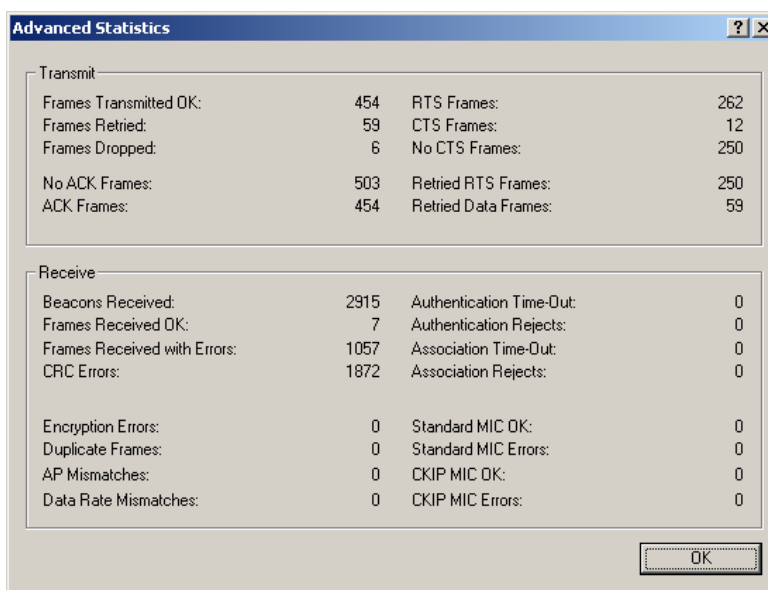 Advanced Statistics
Transmit
Frames Transmitted OK: 454 RTS Frames: 262
Frames Retried: 59 CTS Frames: 12
Frames Dropped: 6 No CTS Frames: 250
No ACK Frames: 503 Retried RTS Frames: 250
ACK Frames: 454 Retried Data Frames: 59
Receive
Beacons Received: 2915 Authentication Time-Out: 0
Frames Received OK: 7 Authentication Rejects: 0
Frames Received with Errors: 1057 Association Time-Out: 0
CRC Errors: 1872 Association Rejects: 0
Encryption Errors: 0 Standard MIC OK: 0
Duplicate Frames: 0 Standard MIC Errors: 0
AP Mismatches: 0 CKIP MIC OK: 0
Data Rate Mismatches: 0 CKIP MIC Errors: 0
OK